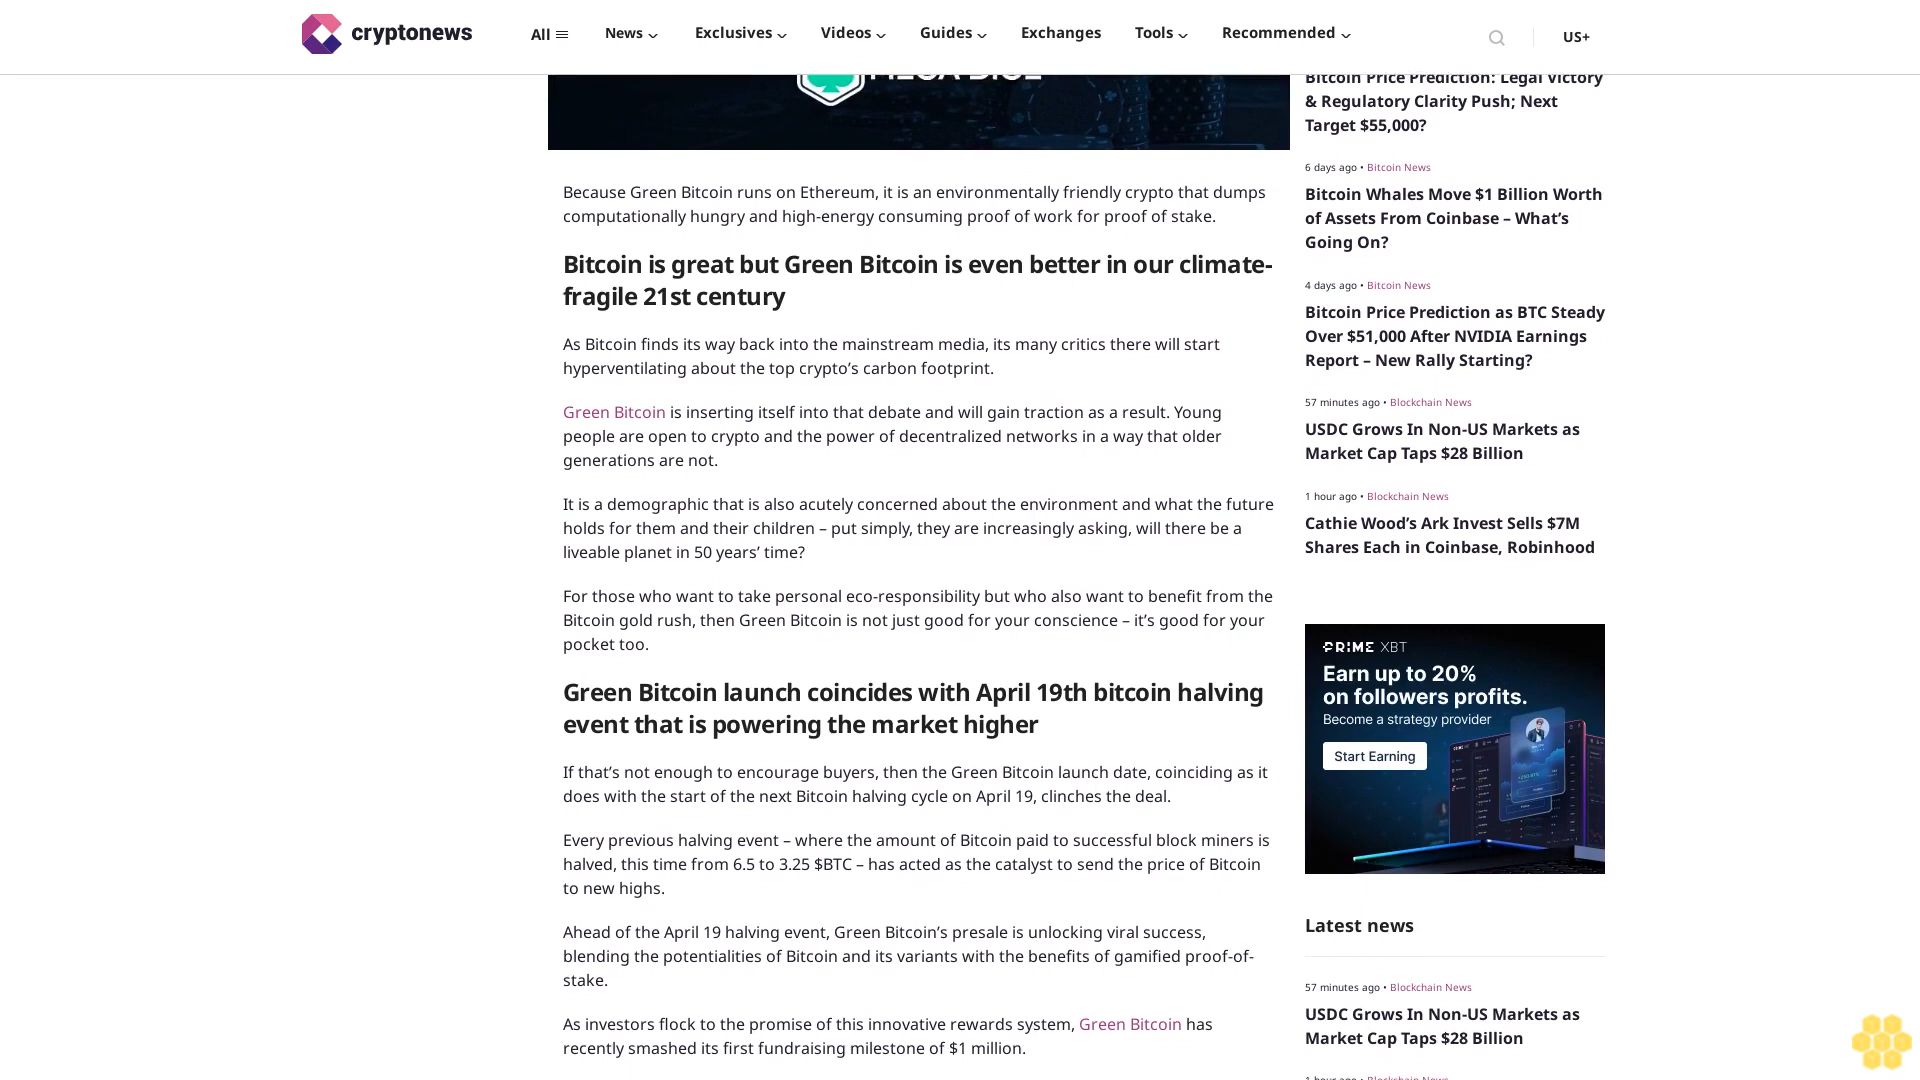 cryptonews
All
News
Exclusives
Videos
Guides
Exchanges
Tools
Recommended
US+
MEGA DICE
Because Green Bitcoin runs on Ethereum, it is an environmentally friendly crypto that dumps
computationally hungry and high-energy consuming proof of work for proof of stake.
Bitcoin is great but Green Bitcoin is even better in our climate-
fragile 21st century
As Bitcoin finds its way back into the mainstream media, its many critics there will start
hyperventilating about the top crypto’s carbon footprint.
Green Bitcoin is inserting itself into that debate and will gain traction as a result. Young
people are open to crypto and the power of decentralized networks in a way that older
generations are not.
It is a demographic that is also acutely concerned about the environment and what the future
holds for them and their children – put simply, they are increasingly asking, will there be a
liveable planet in 50 years’ time?
For those who want to take personal eco-responsibility but who also want to benefit from the
Bitcoin gold rush, then Green Bitcoin is not just good for your conscience – it’s good for your
pocket too.
Green Bitcoin launch coincides with April 19th bitcoin halving
event that is powering the market higher
If that’s not enough to encourage buyers, then the Green Bitcoin launch date, coinciding as it
does with the start of the next Bitcoin halving cycle on April 19, clinches the deal.
Every previous halving event – where the amount of Bitcoin paid to successful block miners is
halved, this time from 6.5 to 3.25 $BTC – has acted as the catalyst to send the price of Bitcoin
to new highs.
Ahead of the April 19 halving event, Green Bitcoin’s presale is unlocking viral success,
blending the potentialities of Bitcoin and its variants with the benefits of gamified proof-of-
stake.
As investors flock to the promise of this innovative rewards system, Green Bitcoin has
recently smashed its first fundraising milestone of $1 million.
Bitcoin Price Prediction: Legal Victory
& Regulatory Clarity Push; Next
Target $55,000?
6 days ago • Bitcoin News
Bitcoin Whales Move $1 Billion Worth
of Assets From Coinbase – What’s
Going On?
4 days ago • Bitcoin News
Bitcoin Price Prediction as BTC Steady
Over $51,000 After NVIDIA Earnings
Report – New Rally Starting?
57 minutes ago • Blockchain News
USDC Grows In Non-US Markets as
Market Cap Taps $28 Billion
1 hour ago • Blockchain News
Cathie Wood’s Ark Invest Sells $7M
Shares Each in Coinbase, Robinhood
PRIME XBT
Earn up to 20%
on followers profits.
Become a strategy provider
Start Earning
Latest news
57 minutes ago • Blockchain News
USDC Grows In Non-US Markets as
Market Cap Taps $28 Billion
1 hour ago • Blockchain News